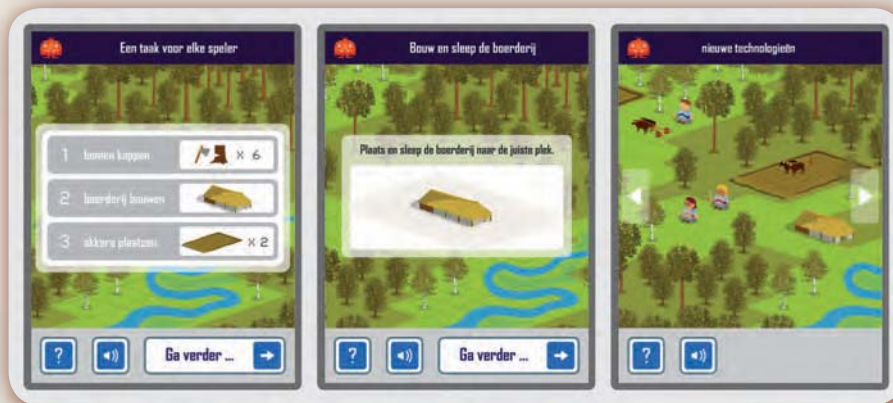 Een taak voor elke speler
1 bomen kappen × 6
2 boerderij bouwen
3 akkers plaatsen × 2
? Ga verder ...
Bouw en sleep de boerderij
Plaats en sleep de boerderij naar de juiste plek.
? Ga verder ...
nieuwe technologieën
?